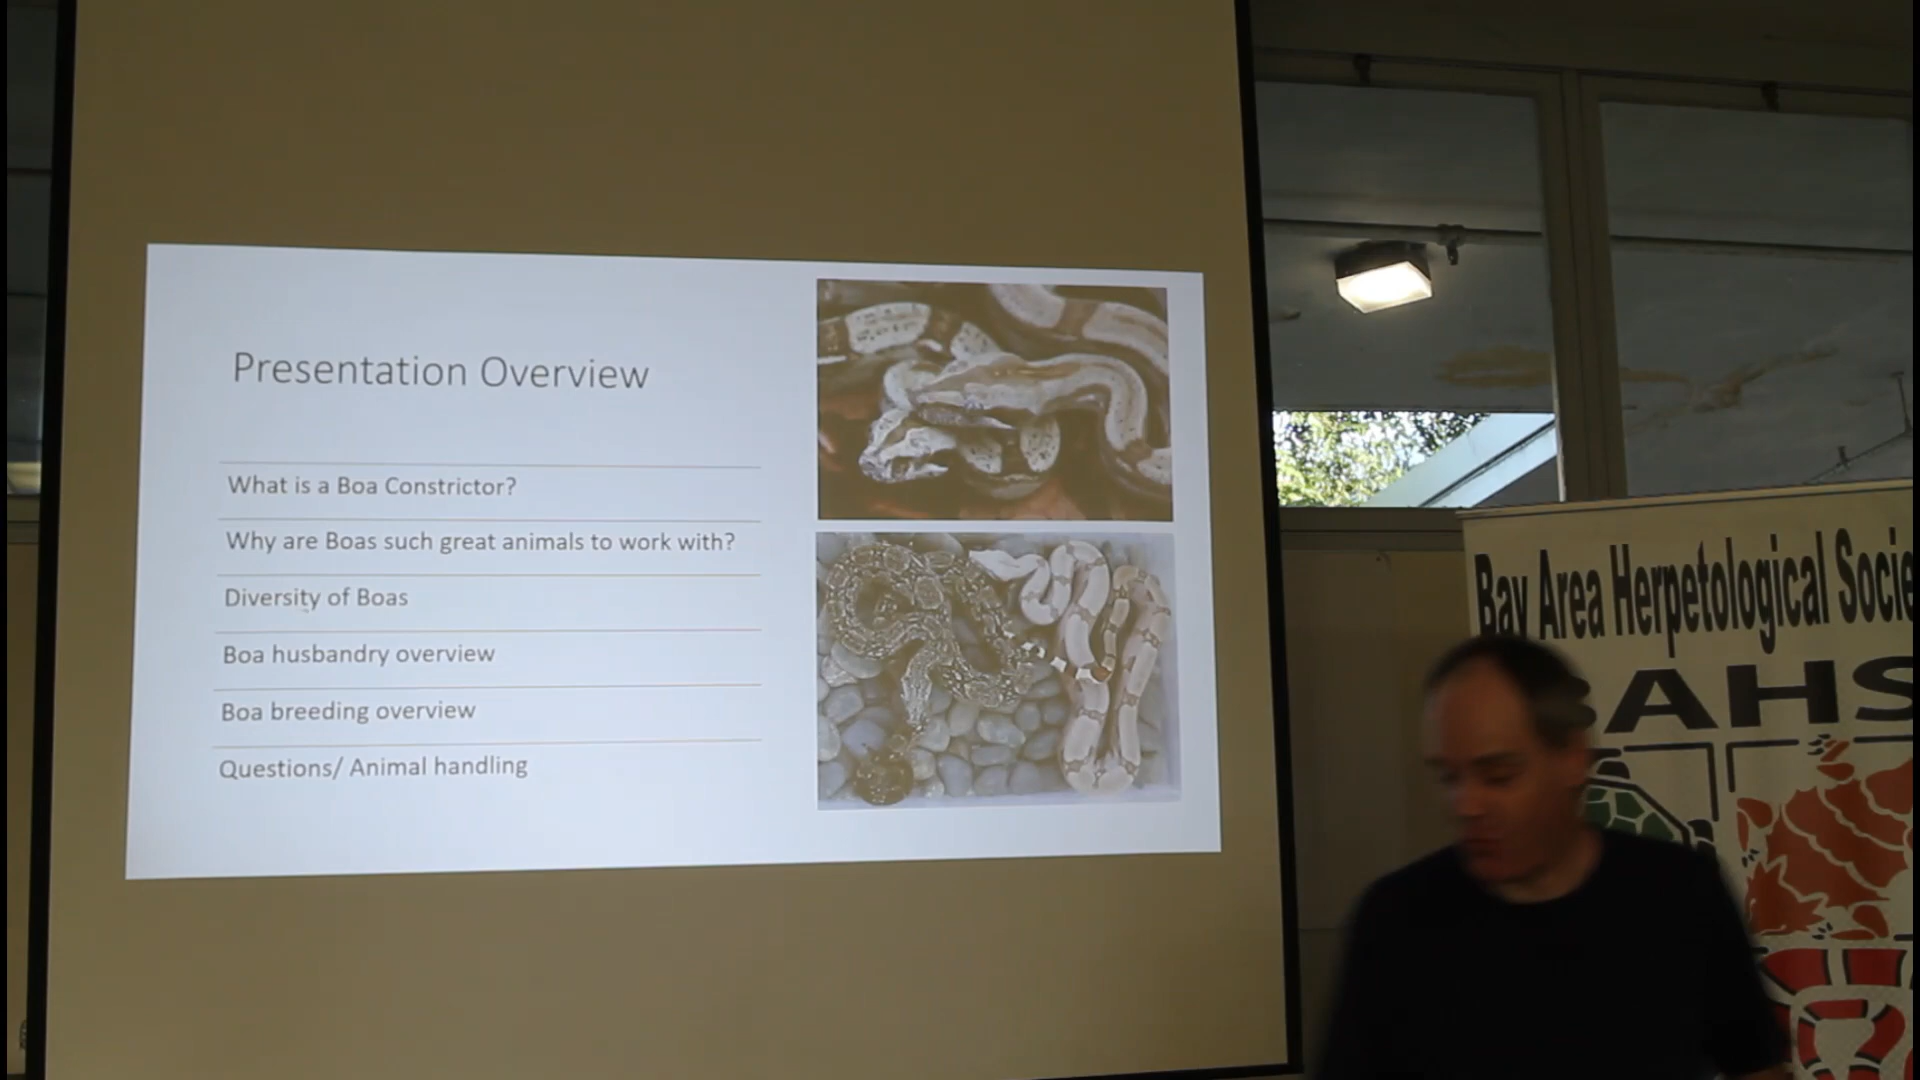 Presentation Overview
What is a Boa Constrictor?
Why are Boas such great animals to work with?
Diversity of Boas
Boa husbandry overview
Boa breeding overview
Questions/ Animal handling
Bay Area Herpetological Socie
AHS